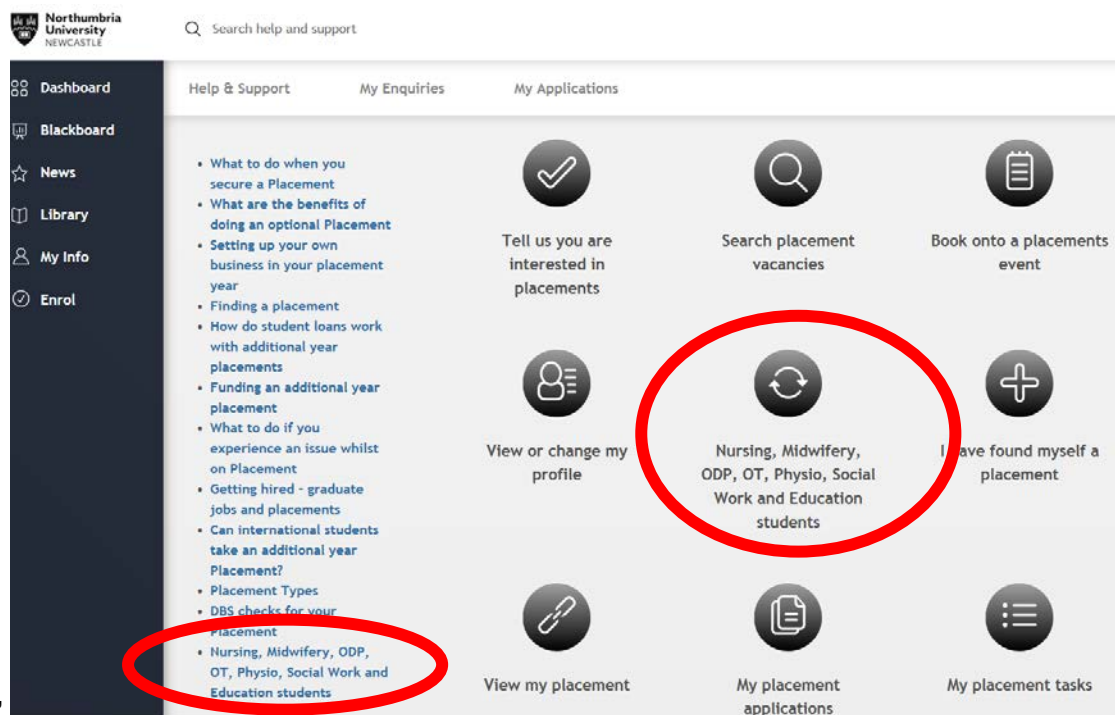 Northumbria
University
NEWCASTLE
Search help and support
Dashboard
Blackboard
News
Library
My Info
Enrol
Help & Support
My Enquiries
My Applications
• What to do when you
secure a Placement
• What are the benefits of
doing an optional Placement
• Setting up your own
business in your placement
year
• Finding a placement
• How do student loans work
with additional year
placements
• Funding an additional year
placement
• What to do if you
experience an issue whilst
on Placement
• Getting hired - graduate
jobs and placements
• Can international students
take an additional year
Placement?
• Placement Types
• DBS checks for your
Placement
• Nursing, Midwifery, ODP,
OT, Physio, Social Work and
Education students
Tell us you are
interested in
placements
Search placement
vacancies
Book onto a placements
event
View or change my
profile
Nursing, Midwifery,
ODP, OT, Physio, Social
Work and Education
students
I have found myself a
placement
View my placement
My placement
applications
My placement tasks